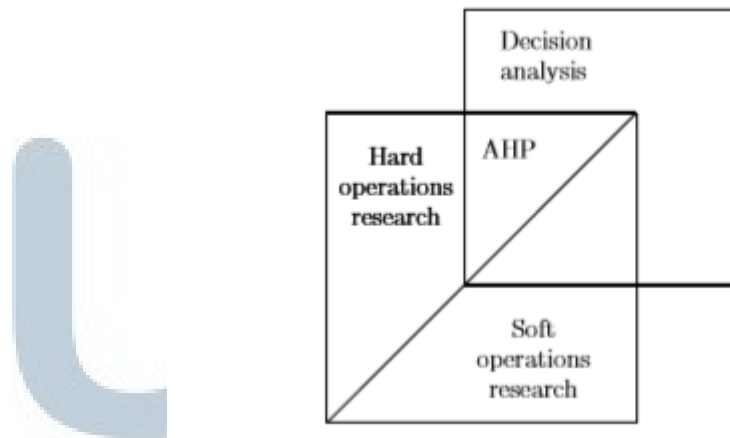 Decision
analysis
AHP
Hard
operations
research
Soft
operations
research